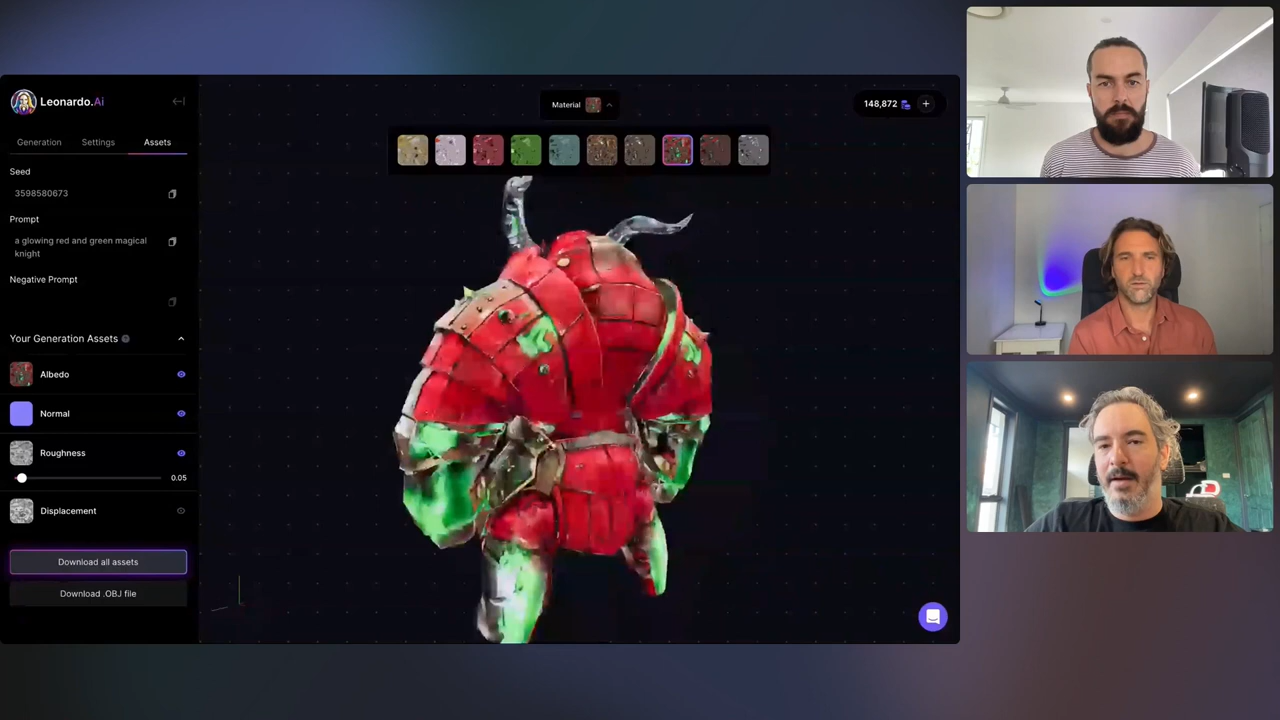 Leonardo.Ai
Material
148,872
Generation Settings Assets
Seed
3598580673
Prompt
a glowing red and green magical
knight
Negative Prompt
Your Generation Assets
Albedo
Normal
Roughness
0.05
Displacement
Download all assets
Download .OBJ file